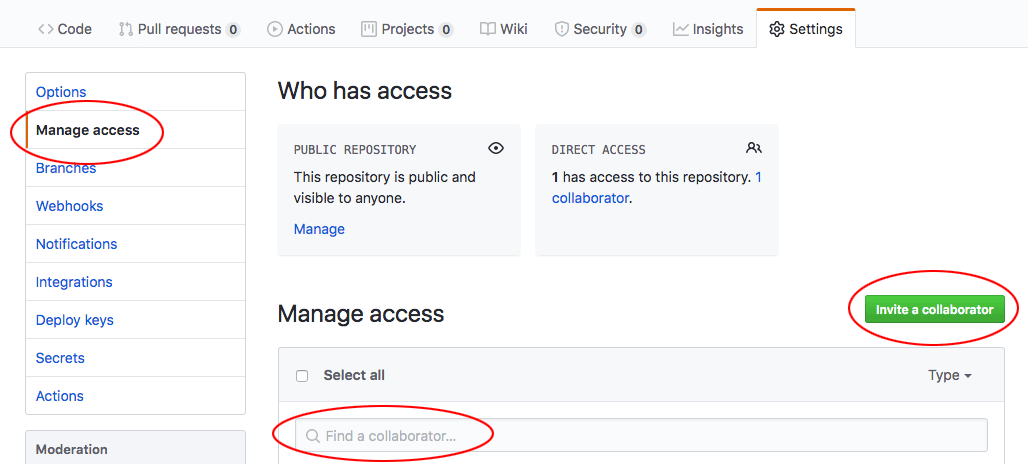 Code Pull requests 0 Actions Projects 0 Wiki Security 0 Insights Settings
Options
Manage access
Branches
Webhooks
Notifications
Integrations
Deploy keys
Secrets
Actions
Moderation
Who has access
PUBLIC REPOSITORY
This repository is public and
visible to anyone.
Manage
DIRECT ACCESS
1 has access to this repository. 1
collaborator.
Manage access
Invite a collaborator
Select all
Type
Find a collaborator...